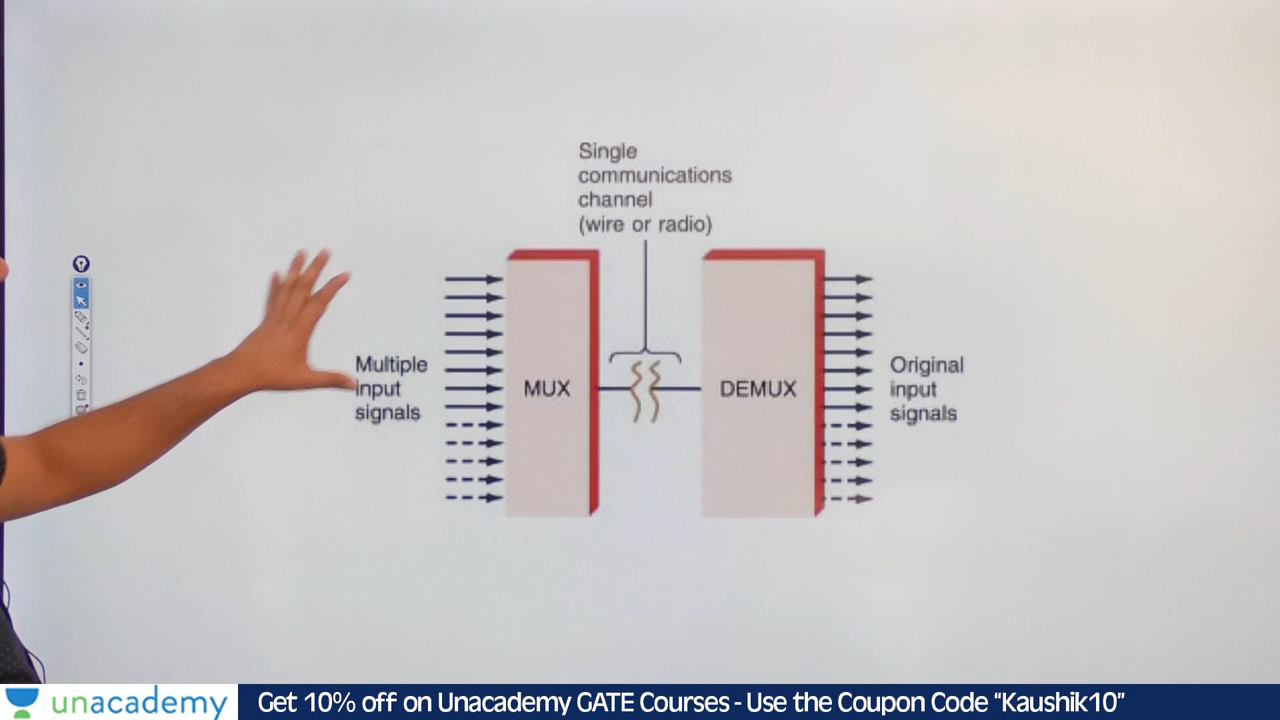 Single
communications
channel
(wire or radio)
Multiple
input
signals
MUX
DEMUX
Original
input
signals
unacademy
Get 10% off on Unacademy GATE Courses - Use the Coupon Code “Kaushik10”